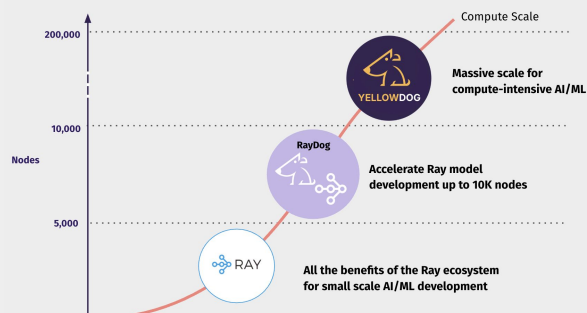 Compute Scale
200,000
YELLOWDOG
Massive scale for
compute-intensive AI/ML
10,000
Nodes
RayDog
Accelerate Ray model
development up to 10K nodes
5,000
RAY
All the benefits of the Ray ecosystem
for small scale AI/ML development